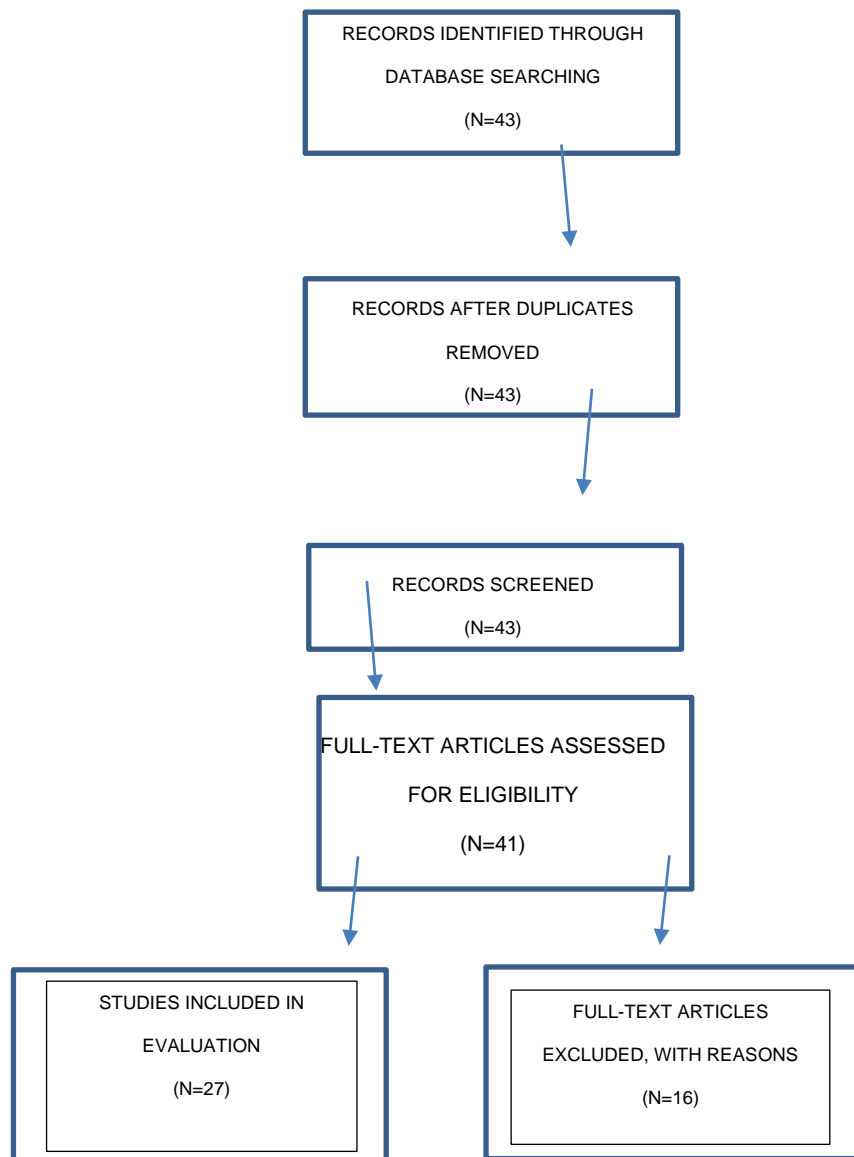 RECORDS IDENTIFIED THROUGH
DATABASE SEARCHING
(N=43)
RECORDS AFTER DUPLICATES
REMOVED
(N=43)
RECORDS SCREENED
(N=43)
FULL-TEXT ARTICLES ASSESSED
FOR ELIGIBILITY
(N=41)
STUDIES INCLUDED IN
EVALUATION
(N=27)
FULL-TEXT ARTICLES
EXCLUDED, WITH REASONS
(N=16)